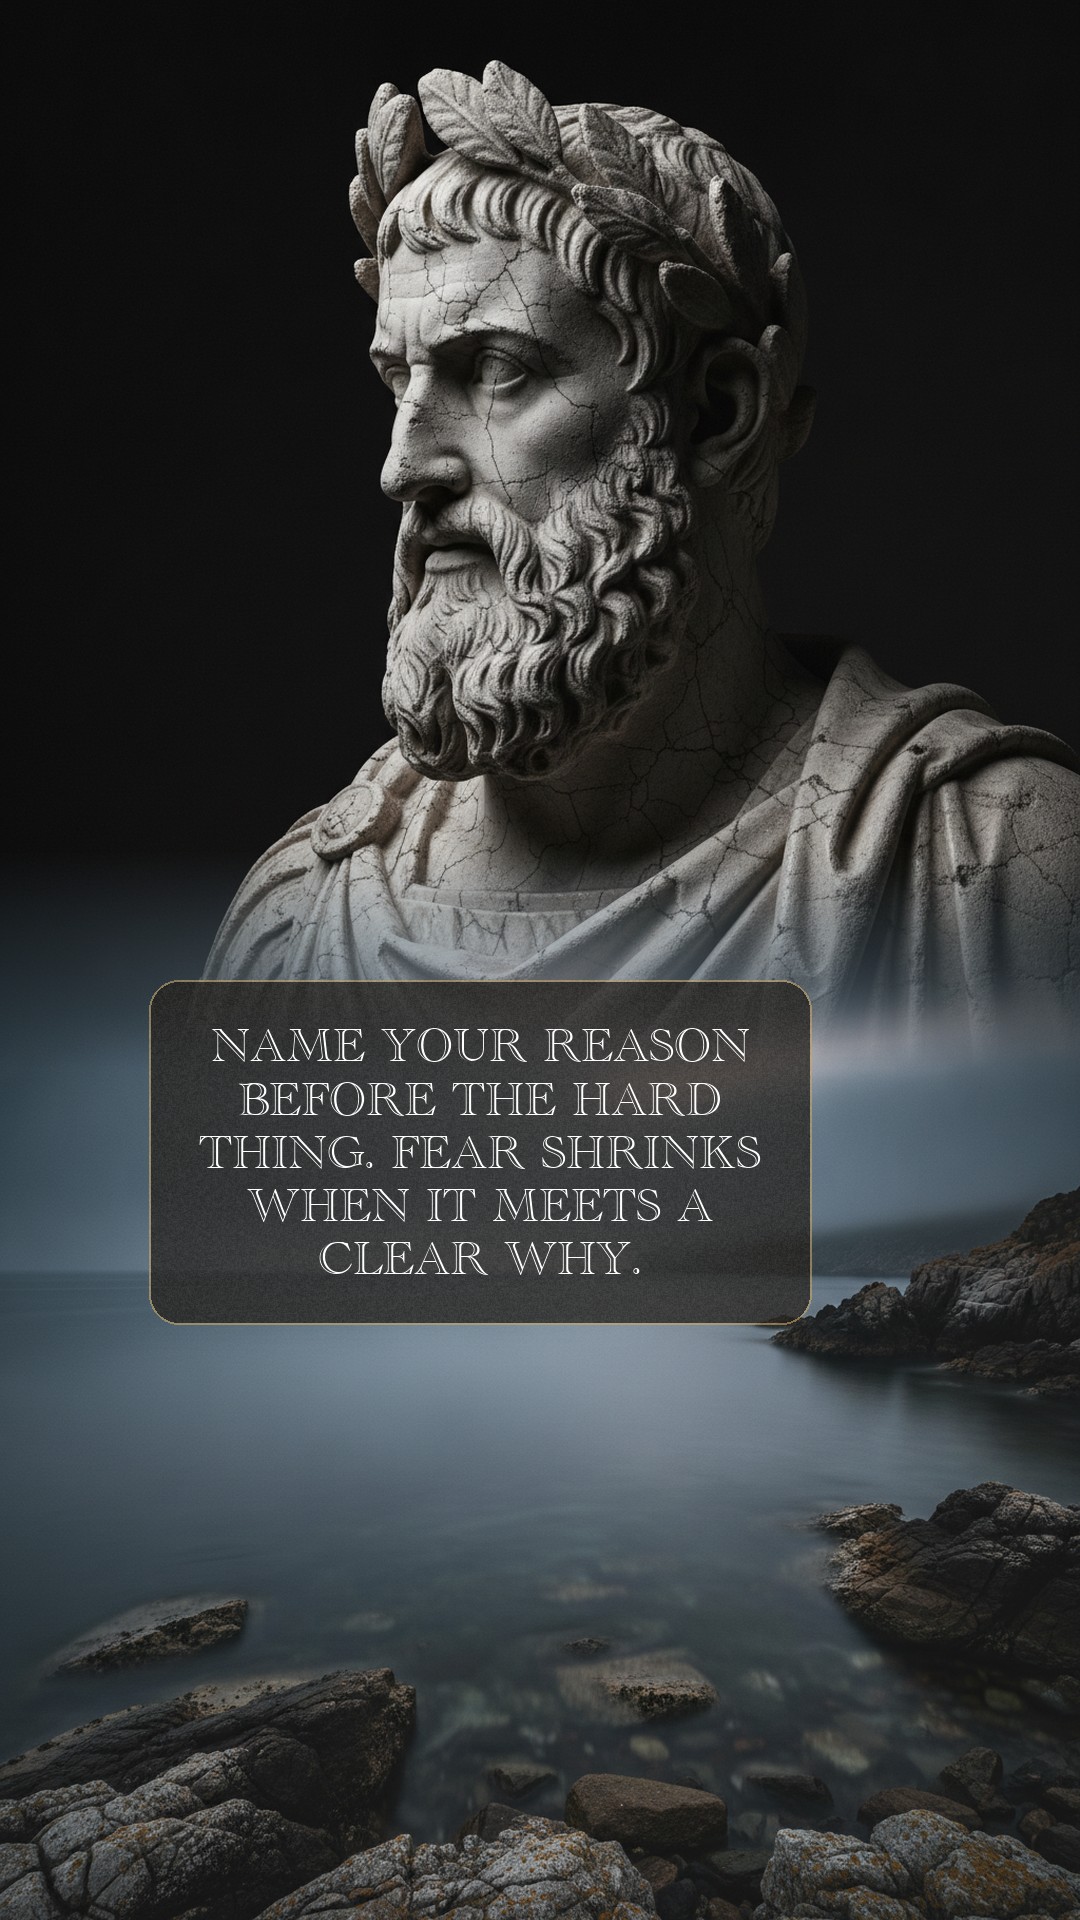 NAME YOUR REASON
BEFORE THE HARD
THING. FEAR SHRINKS
WHEN IT MEETS A
CLEAR WHY.